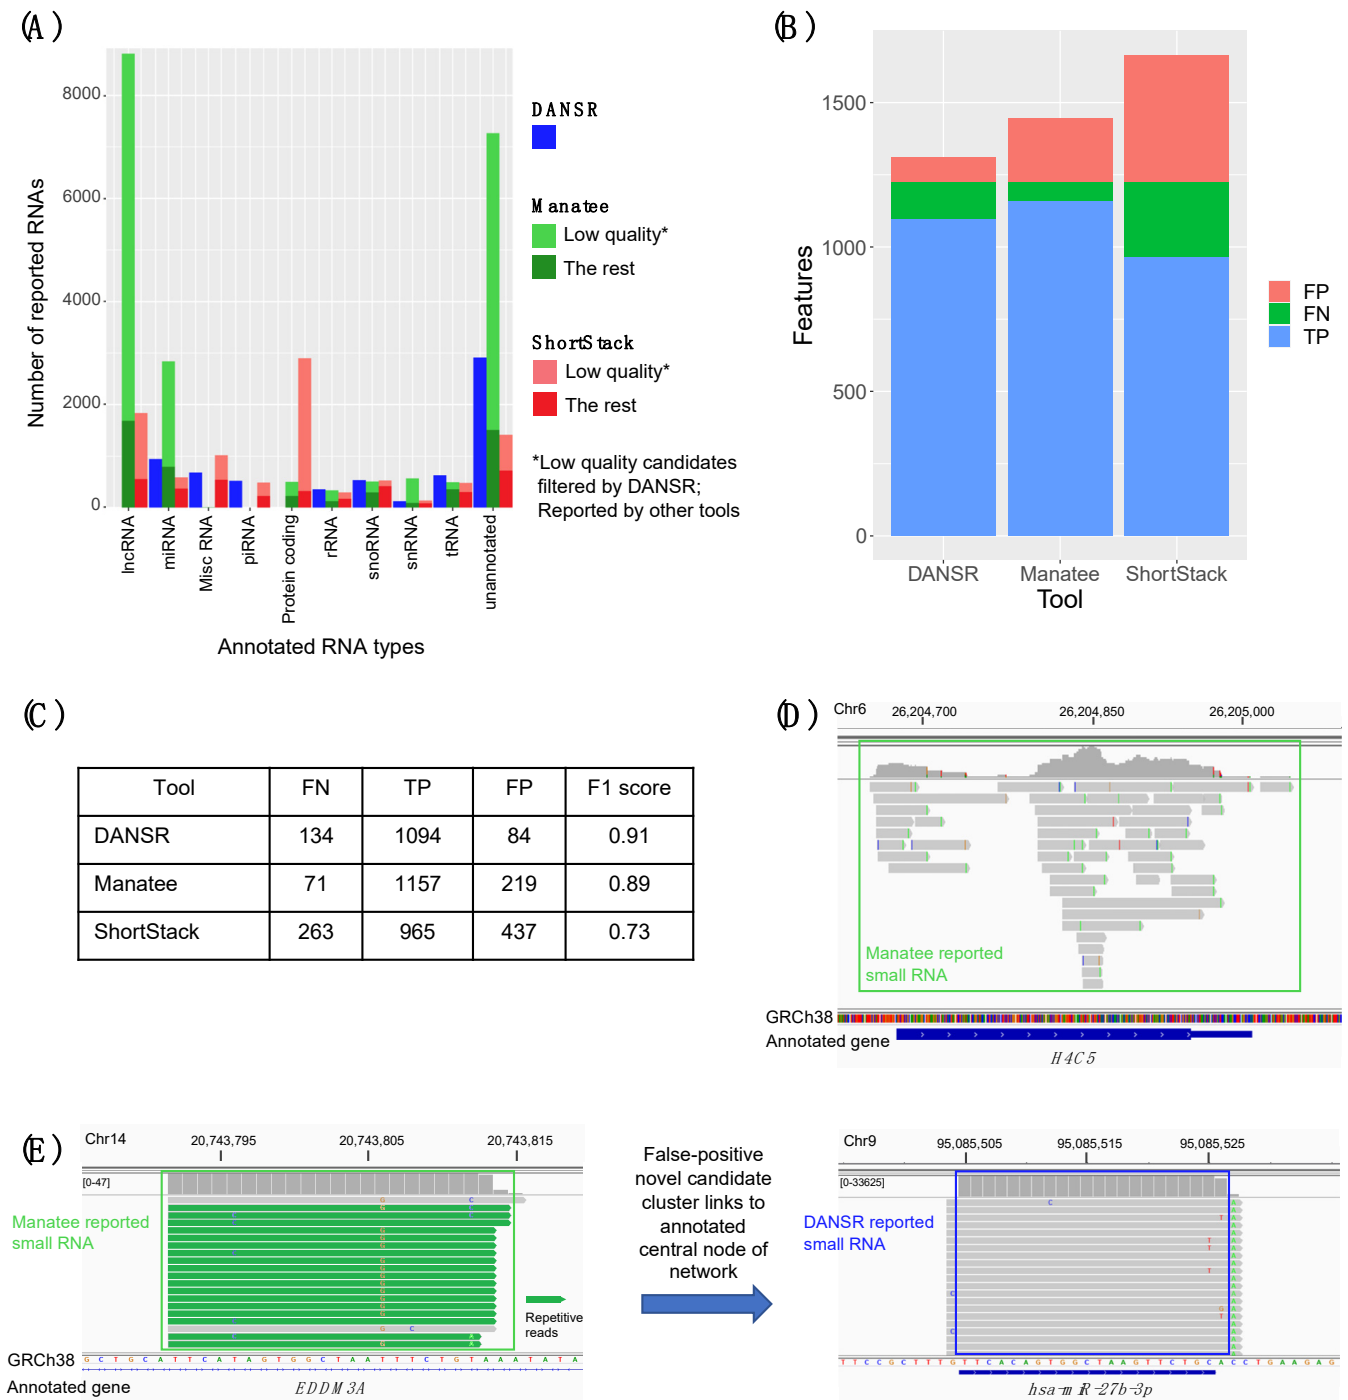 (A)
Number of reported RNAs
8000
6000
4000
2000
0
lncRNA
miRNA
Misc RNA
piRNA
Protein coding
rRNA
snoRNA
snRNA
tRNA
unannotated
Annotated RNA types
DANSR
Manatee
Low quality*
The rest
ShortStack
Low quality*
The rest
*Low quality candidates
filtered by DANSR;
Reported by other tools
(B)
Features
1500
1000
500
0
DANSR Manatee ShortStack
Tool
FP
FN
TP
(C)
Tool FN TP FP F1 score
DANSR 134 1094 84 0.91
Manatee 71 1157 219 0.89
ShortStack 263 965 437 0.73
(D)
Chr6 26,204,700 26,204,850 26,205,000
Manatee reported
small RNA
GRCh38
Annotated gene
H4C5
(E)
Chr14 20,743,795 20,743,805 20,743,815
[0-47]
Manatee reported
small RNA
Repetitive
reads
GRCh38 G C T G C A T T C A T A G T G G C T A A T T T C T G T A A A T A T A
Annotated gene
EDDM3A
False-positive
novel candidate
cluster links to
annotated
central node of
network
Chr9 95,085,505 95,085,515 95,085,525
[0-33625]
DANSR reported
small RNA
T T C C G C T T T G T T C A C A G T G G C T A A G T T C T G C A C C T G A A G A G
hsa-miR-27b-3p